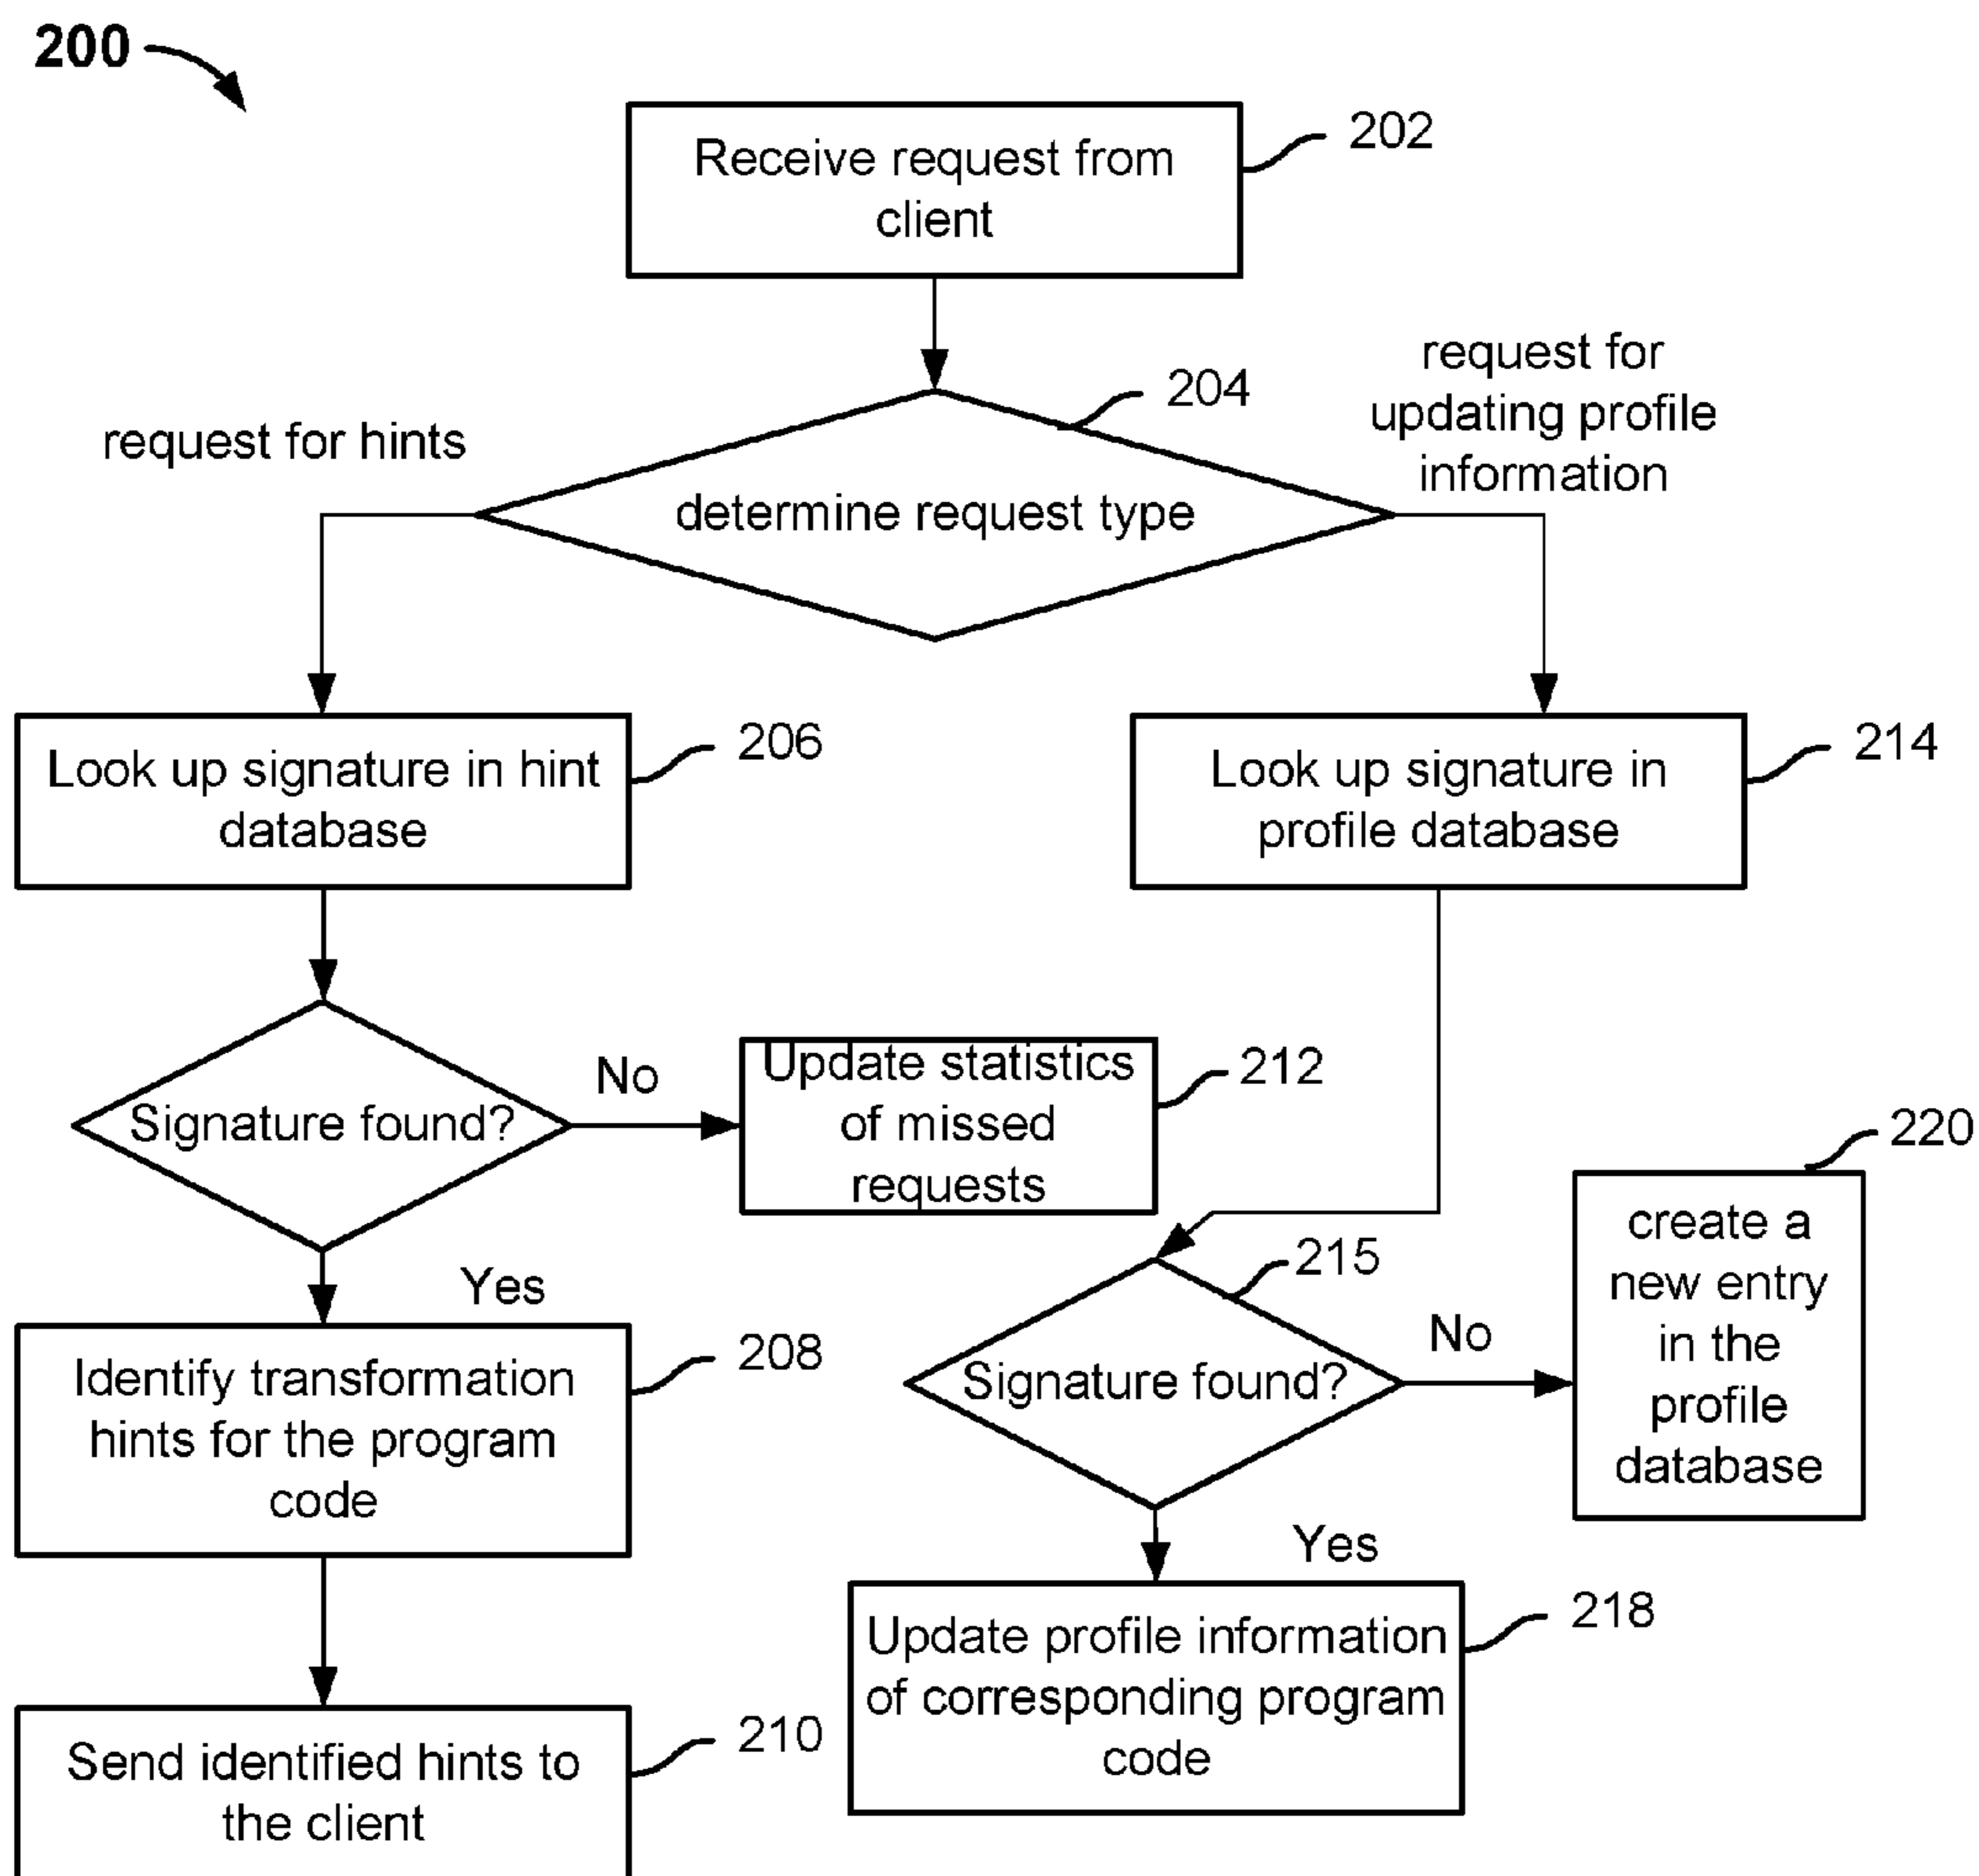 200
Receive request from
client
202
204
request for
updating profile
information
request for hints
determine request type
Look up signature in hint
database
206
Look up signature in
profile database
214
Signature found?
No
Update statistics
of missed
requests
212
Yes
Identify transformation
hints for the program
code
208
Send identified hints to
the client
210
215
Signature found?
No
220
create a
new entry
in the
profile
database
Yes
Update profile information
of corresponding program
code
218